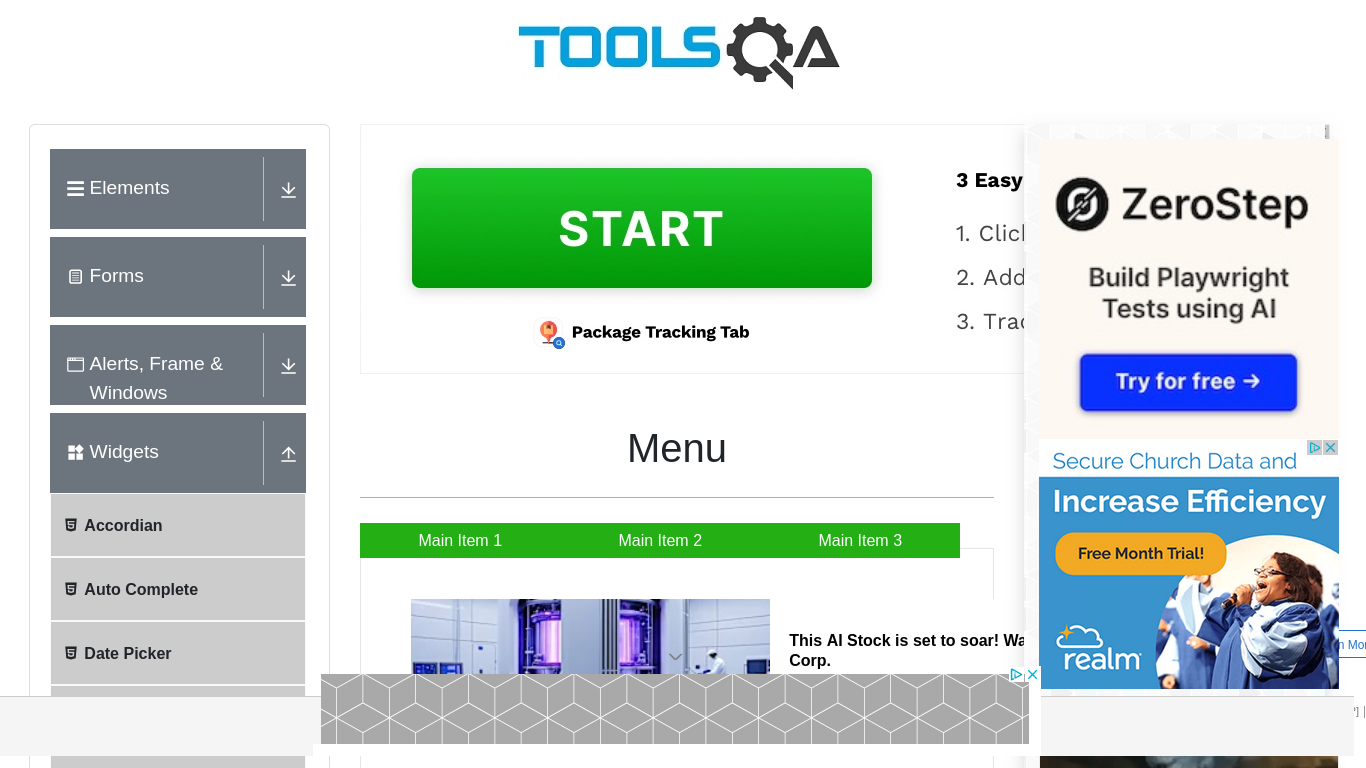 TOOLSQA
Elements
Forms
Alerts, Frame &
Windows
Widgets
Accordian
Auto Complete
Date Picker
START
Package Tracking Tab
3 Easy
1. Click
2. Add
3. Trac
Menu
Main Item 1
Main Item 2
Main Item 3
This AI Stock is set to soar! Wa
Corp.
ZeroStep
Build Playwright
Tests using AI
Try for free →
Secure Church Data and
Increase Efficiency
Free Month Trial!
realm
n Mor